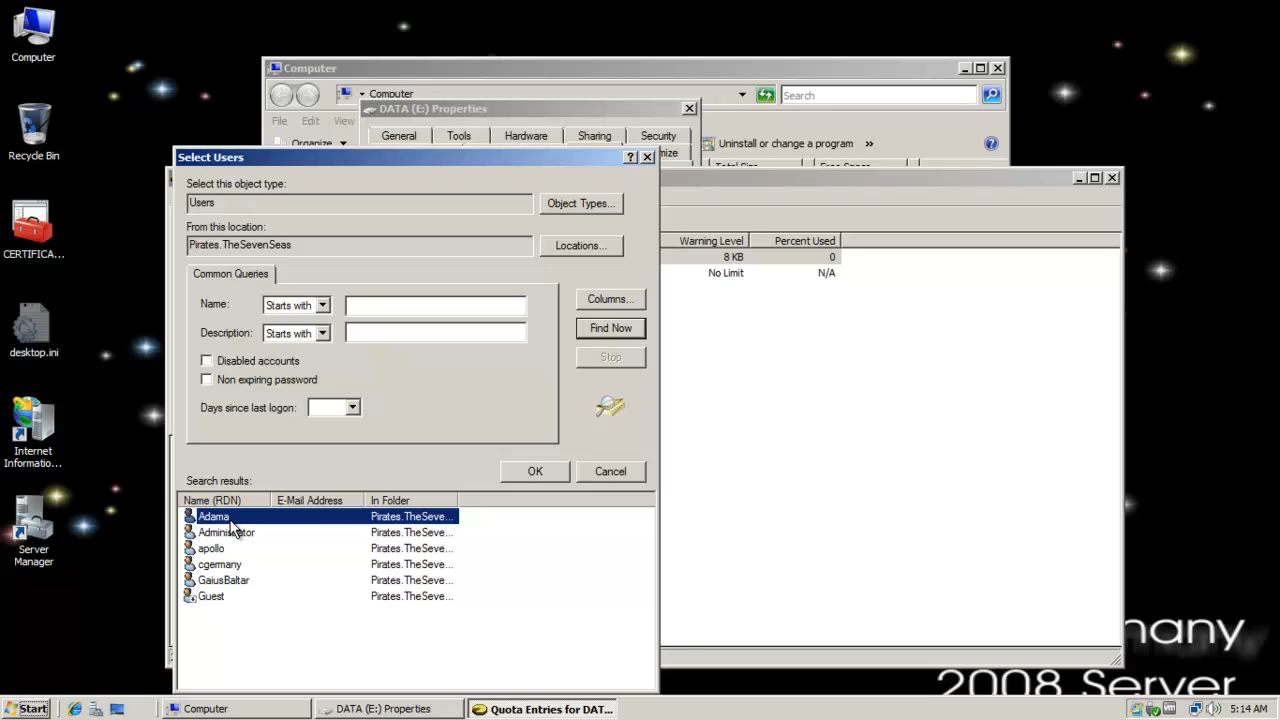 Computer
Recycle Bin
CERTIFICA...
desktop.ini
Internet
Informatio...
Server
Manager
Computer
Computer
Search
File Edit View
Organize
Uninstall or change a program »
DATA (E:) Properties
General Tools Hardware Sharing Security
Total Size Free Space
Warning Level Percent Used
8 KB 0
No Limit N/A
Select Users
Select this object type:
Users
Object Types...
From this location:
Pirates.TheSevenSeas
Locations...
Common Queries
Name: Starts with
Description: Starts with
Disabled accounts
Non expiring password
Days since last logon:
Columns...
Find Now
Stop
OK Cancel
Search results:
Name (RDN) E-Mail Address In Folder
Adama Pirates.TheSeve...
Administrator Pirates.TheSeve...
apollo Pirates.TheSeve...
cgermany Pirates.TheSeve...
GaiusBaltar Pirates.TheSeve...
Guest Pirates.TheSeve...
2008 Server
Start
Computer
DATA (E:) Properties
Quota Entries for DAT...
5:14 AM